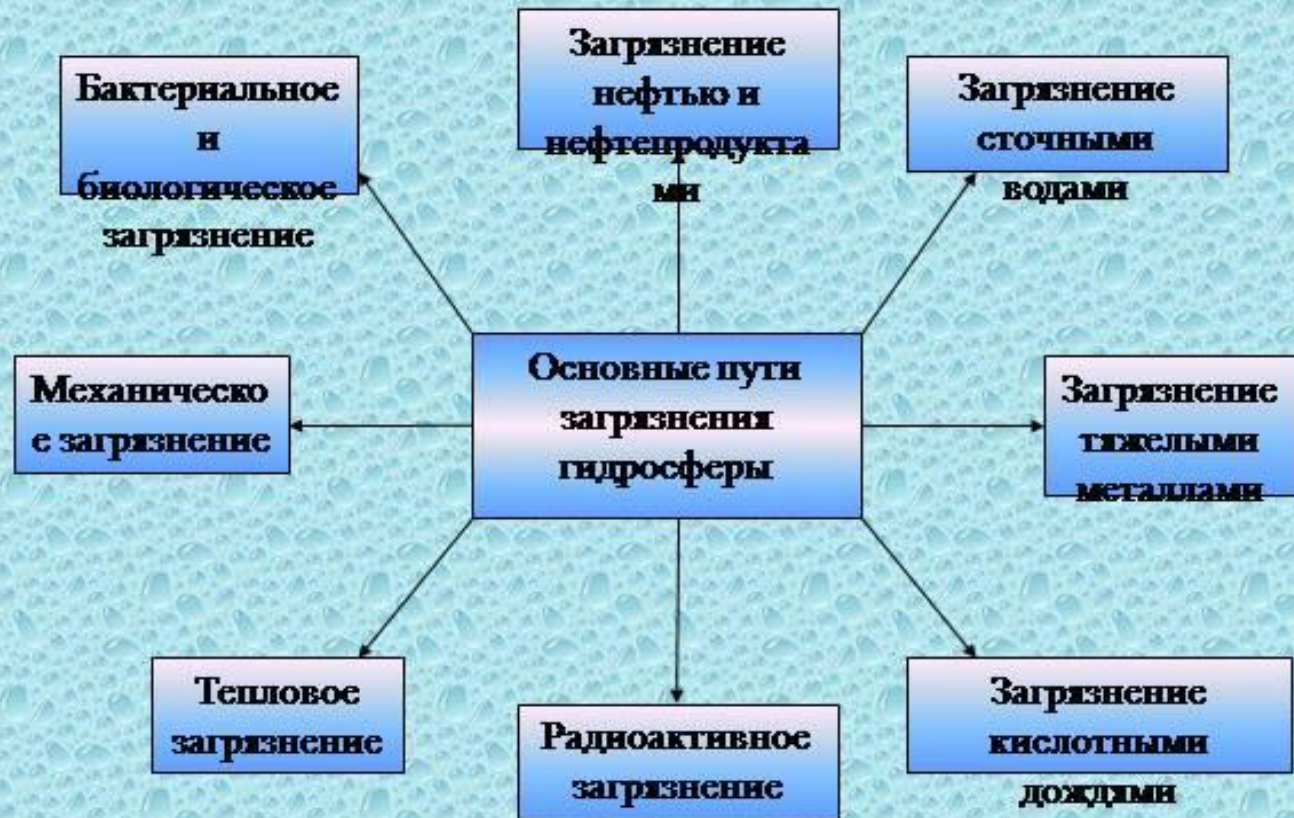 Загрязнение
нефтью и
нефтепродукта
ми
Бактериальное
и
биологическое
загрязнение
Загрязнение
сточными
водами
Механическо
е загрязнение
Основные пути
загрязнения
гидросферы
Загрязнение
тяжелыми
металлами
Тепловое
загрязнение
Радиоактивное
загрязнение
Загрязнение
кислотными
дождями